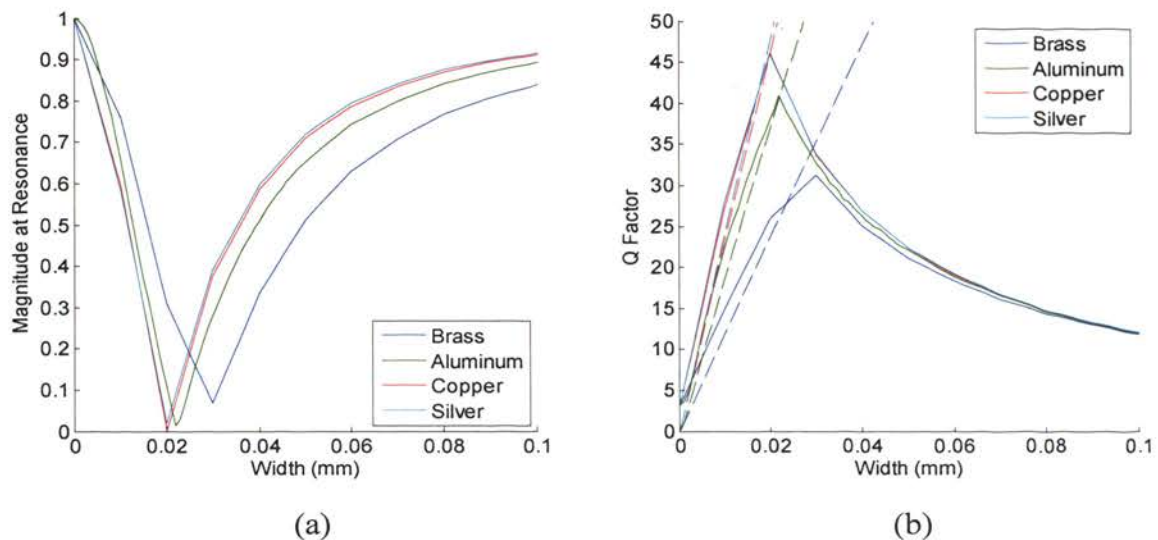 1
0.9
0.8
0.7
0.6
0.5
0.4
0.3
0.2
0.1
0
Magnitude at Resonance
0 0.02 0.04 0.06 0.08 0.1
Width (mm)
Brass
Aluminum
Copper
Silver
(a)
50
45
40
35
30
25
20
15
10
5
0
Q Factor
0 0.02 0.04 0.06 0.08 0.1
Width (mm)
Brass
Aluminum
Copper
Silver
(b)